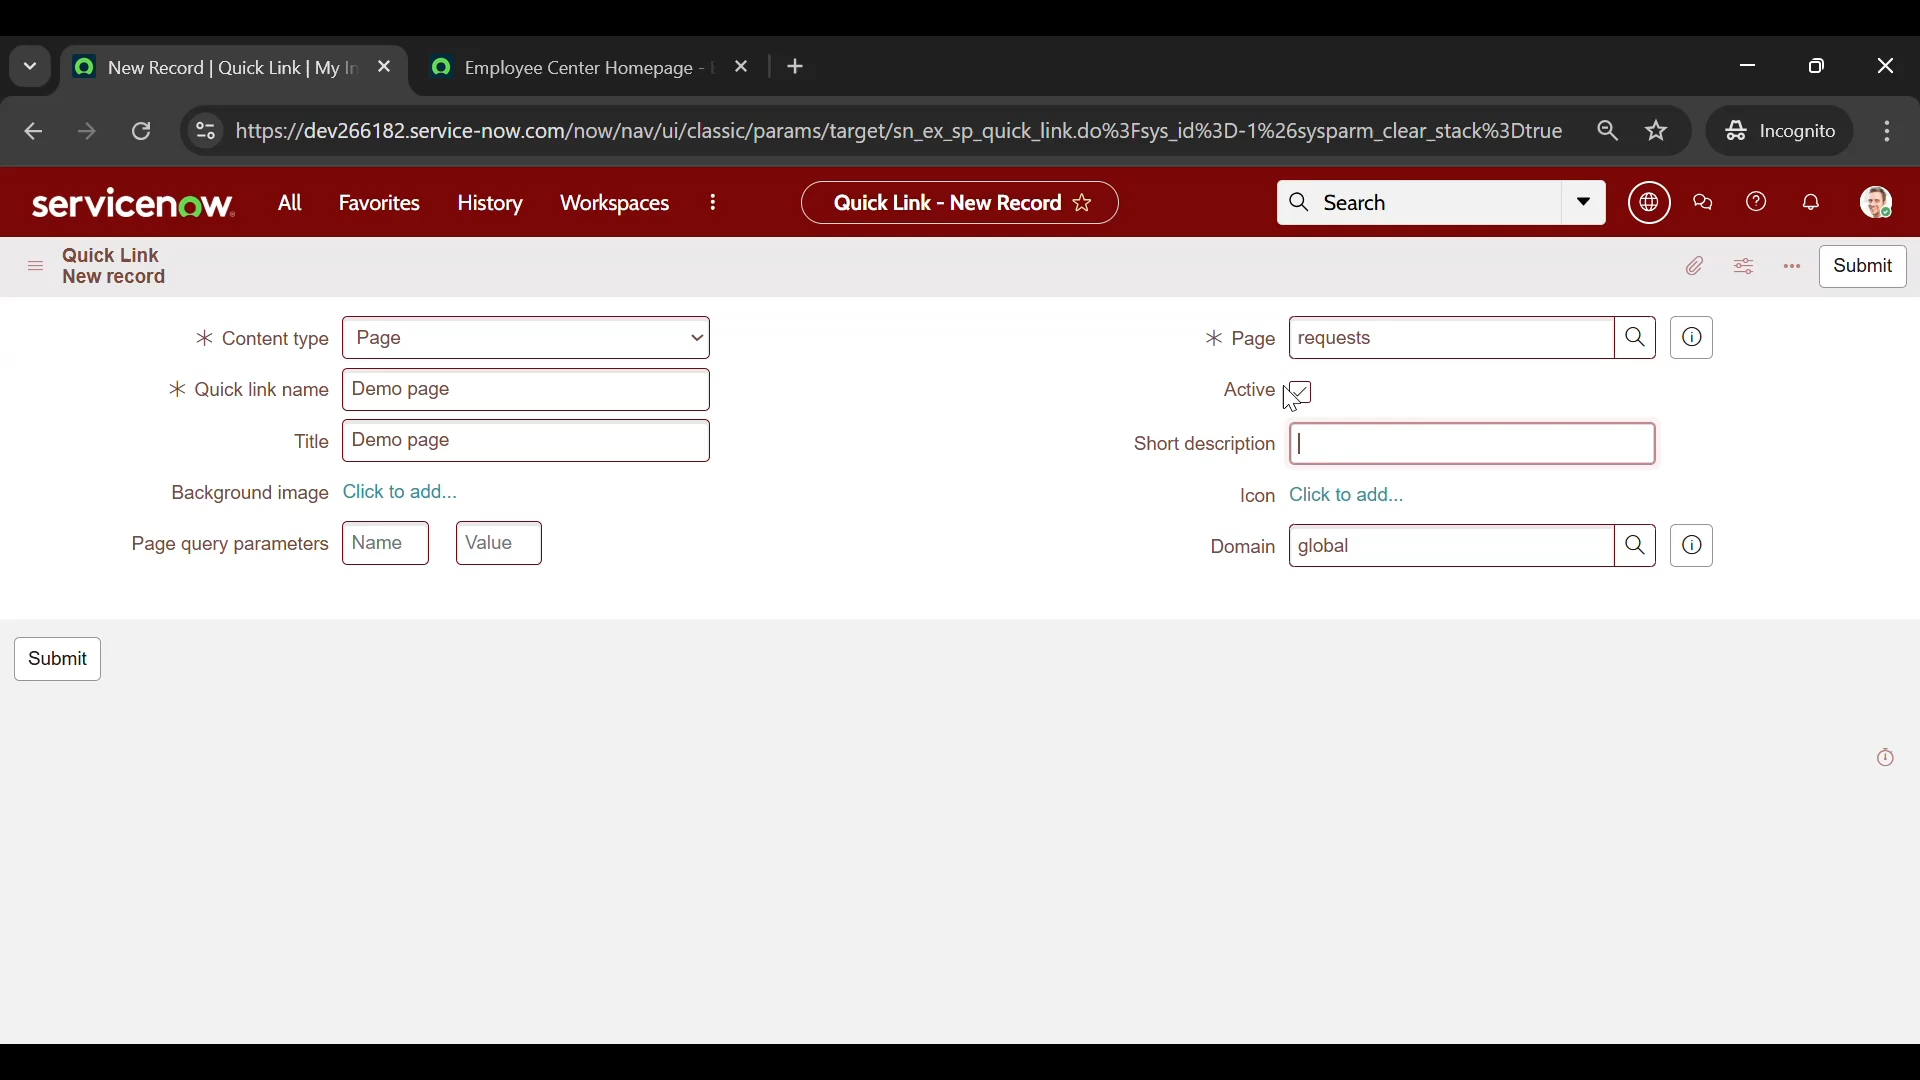 New Record | Quick Link | My In
Employee Center Homepage -
https://dev266182.service-now.com/now/nav/ui/classic/params/target/sn_ex_sp_quick_link.do%3Fsys_id%3D-1%26sysparm_clear_stack%3Dtrue
Incognito
servicenow
All
Favorites
History
Workspaces
Quick Link - New Record
Search
Quick Link
New record
Submit
* Content type
Page
* Page
requests
* Quick link name
Demo page
Active
Title
Demo page
Short description
Background image
Click to add...
Icon
Click to add...
Page query parameters
Name
Value
Domain
global
Submit